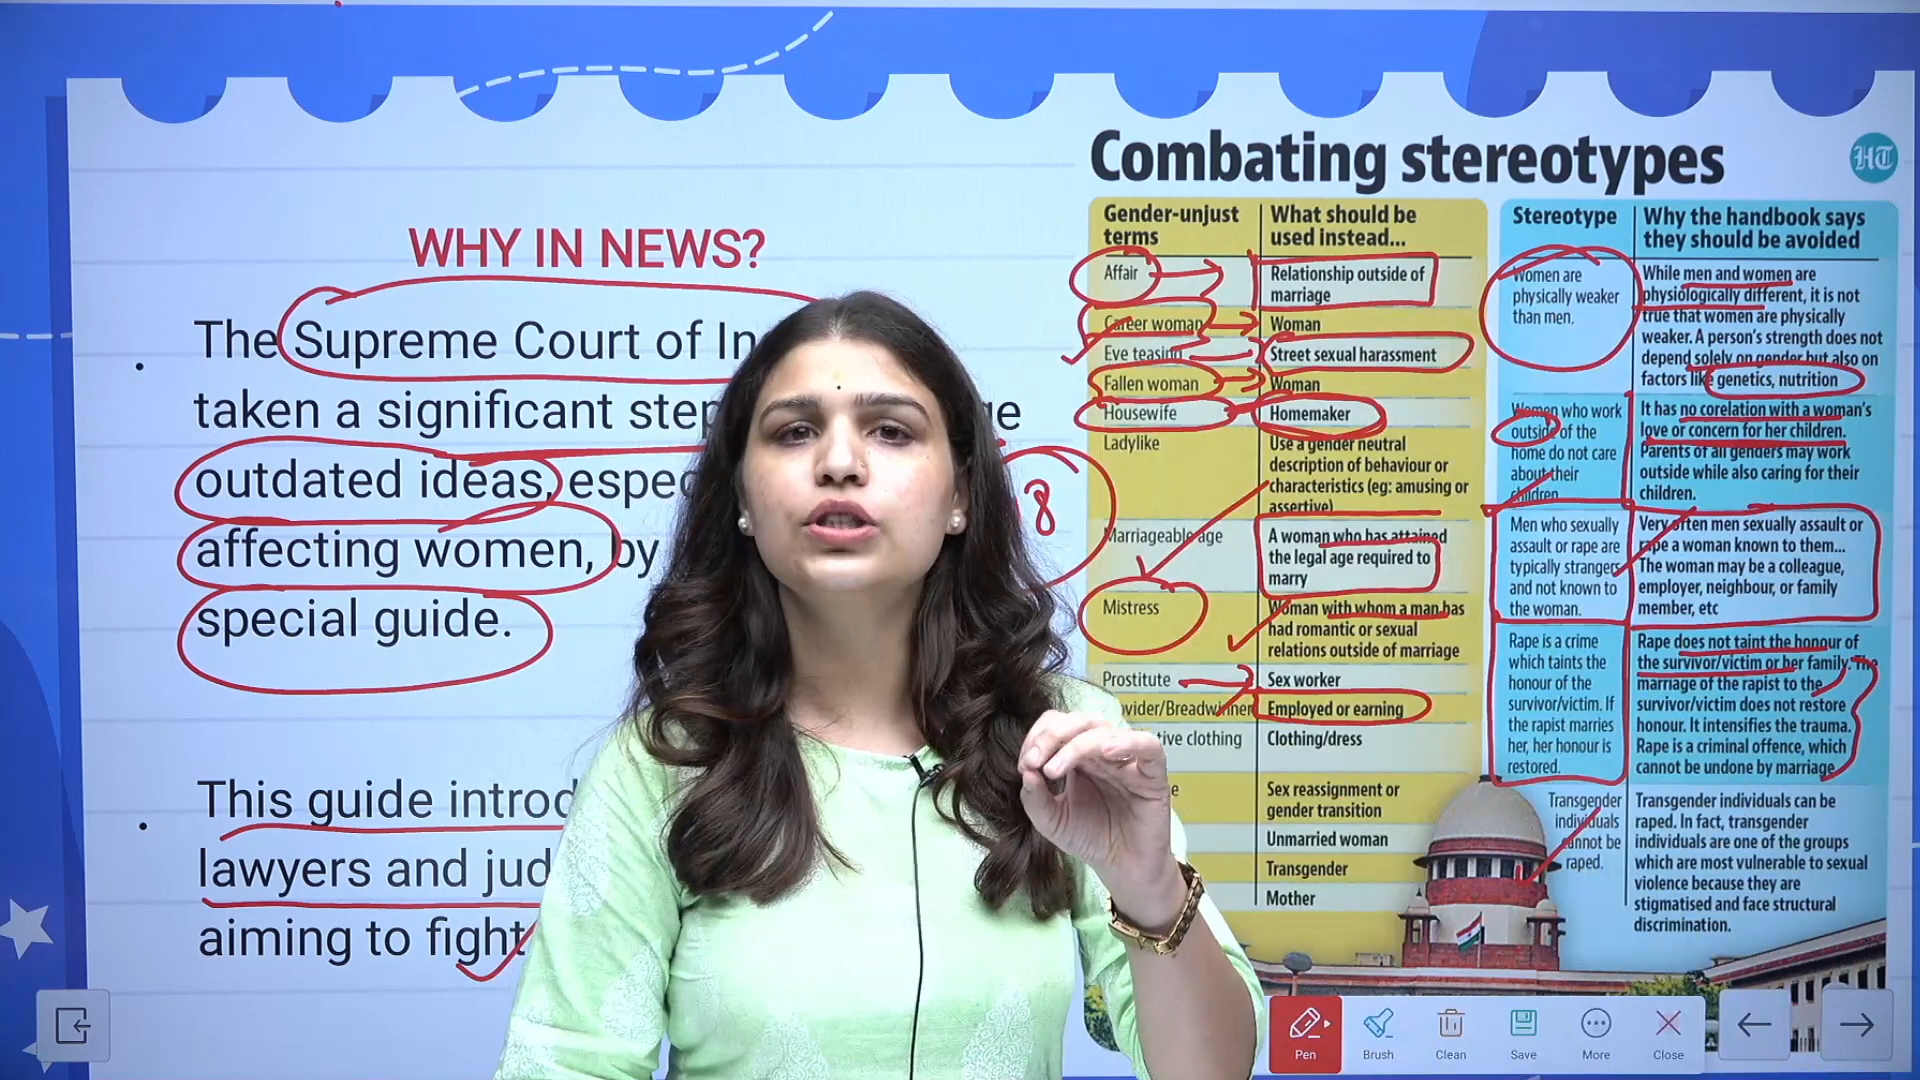 WHY IN NEWS?
The Supreme Court of In
taken a significant step
outdated ideas, espec
affecting women, by
special guide.
This guide introd
lawyers and jud
aiming to fight
8
Combating stereotypes
HT
Gender-unjust
terms
What should be
used instead...
Affair
Relationship outside of
marriage
Career woman
Woman
Eve teasing
Street sexual harassment
Fallen woman
Woman
Housewife
Homemaker
Ladylike
Use a gender neutral
description of behaviour or
characteristics (eg: amusing or
assertive)
Marriageable age
A woman who has attained
the legal age required to
marry
Mistress
Woman with whom a man has
had romantic or sexual
relations outside of marriage
Prostitute
Sex worker
vider/Breadwinner
Employed or earning
tive clothing
Clothing/dress
Sex reassignment or
gender transition
Unmarried woman
Transgender
Mother
Stereotype
Why the handbook says
they should be avoided
Women are
physically weaker
than men.
While men and women are
physiologically different, it is not
true that women are physically
weaker. A person's strength does not
depend solely on gender but also on
factors like genetics, nutrition
Women who work
outside of the
home do not care
about their
children
It has no corelation with a woman's
love or concern for her children.
Parents of all genders may work
outside while also caring for their
children.
Men who sexually
assault or rape are
typically strangers
and not known to
the woman.
Very often men sexually assault or
rape a woman known to them...
The woman may be a colleague,
employer, neighbour, or family
member, etc
Rape is a crime
which taints the
honour of the
survivor/victim. If
the rapist marries
her, her honour is
restored.
Rape does not taint the honour of
the survivor/victim or her family. The
marriage of the rapist to the
survivor/victim does not restore
honour. It intensifies the trauma.
Rape is a criminal offence, which
cannot be undone by marriage
Transgender
individuals
cannot be
raped.
Transgender individuals can be
raped. In fact, transgender
individuals are one of the groups
which are most vulnerable to sexual
violence because they are
stigmatised and face structural
discrimination.
Pen
Brush
Clean
Save
More
Close